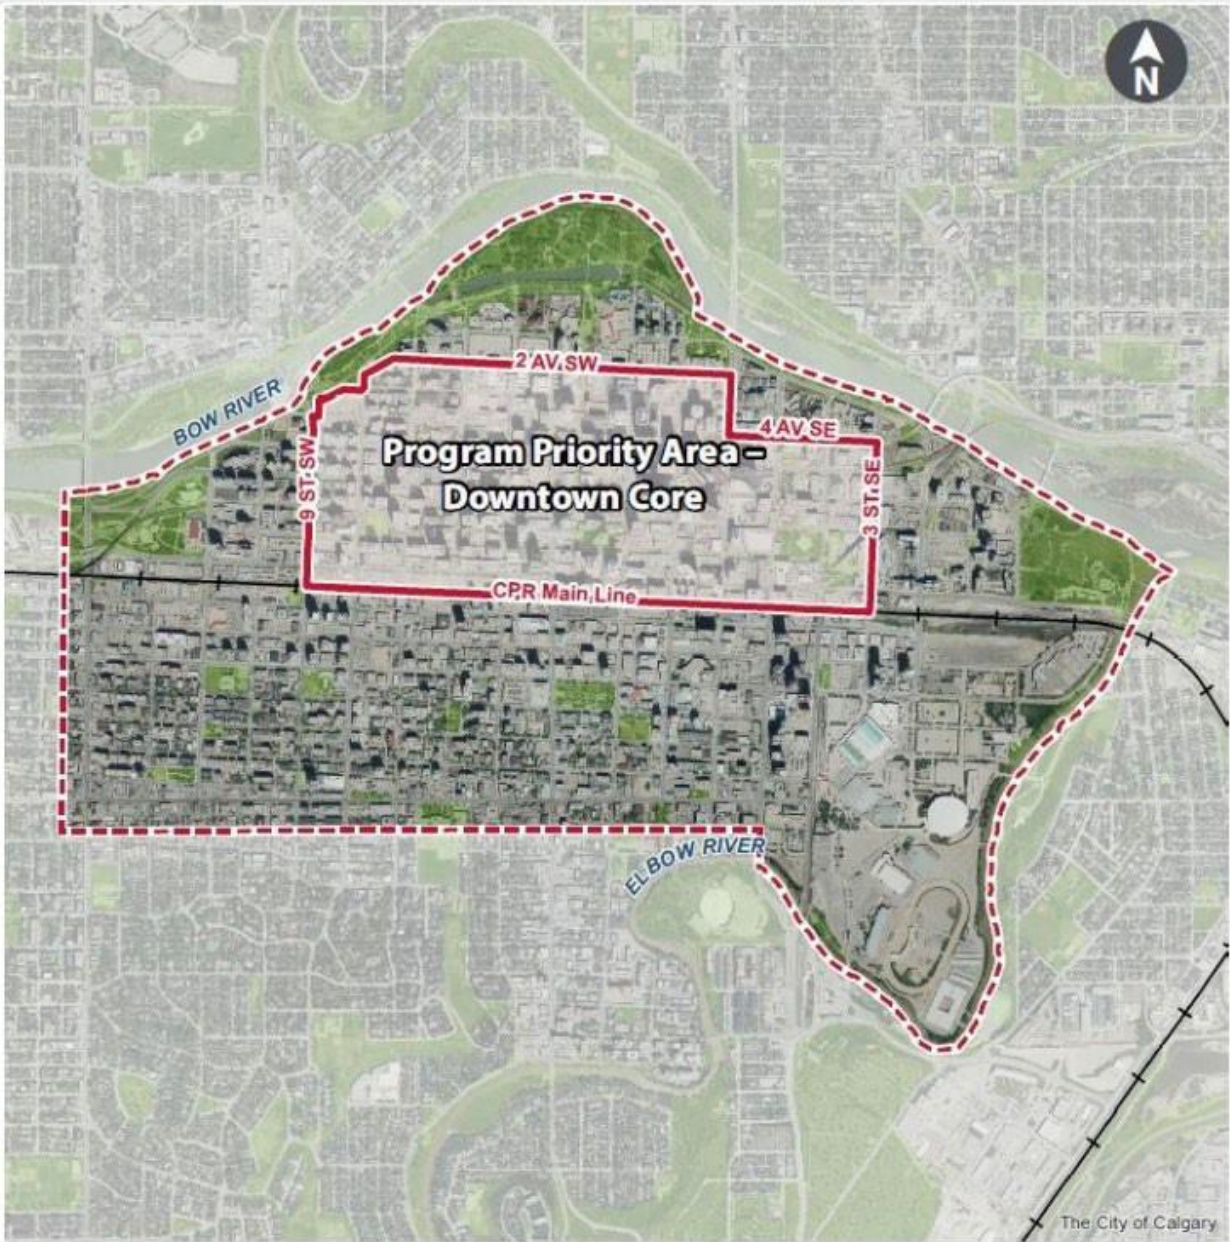 N
2 AV SW
BOW RIVER
4 AV SE
Program Priority Area –
Downtown Core
9 ST SW
3 ST SE
CPR Main Line
ELBOW RIVER
The City of Calgary